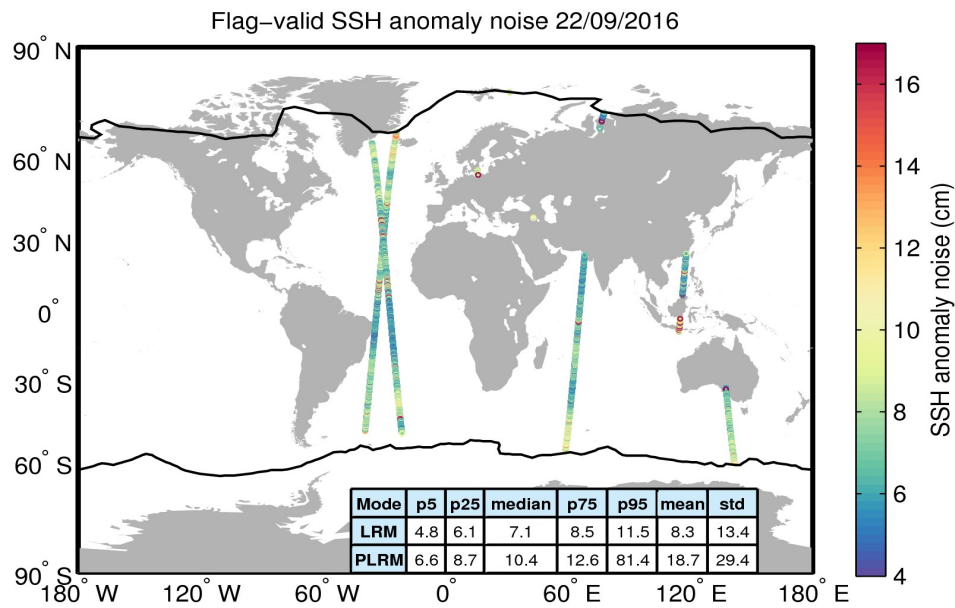 Flag−valid SSH anomaly noise 22/09/2016
90° N
60° N
30° N
0°
30° S
60° S
90° S
180° W
120° W
60° W
0°
60° E
120° E
180° E
16
14
12
10
8
6
4
SSH anomaly noise (cm)
Mode p5 p25 median p75 p95 mean std
LRM 4.8 6.1 7.1 8.5 11.5 8.3 13.4
PLRM 6.6 8.7 10.4 12.6 81.4 18.7 29.4